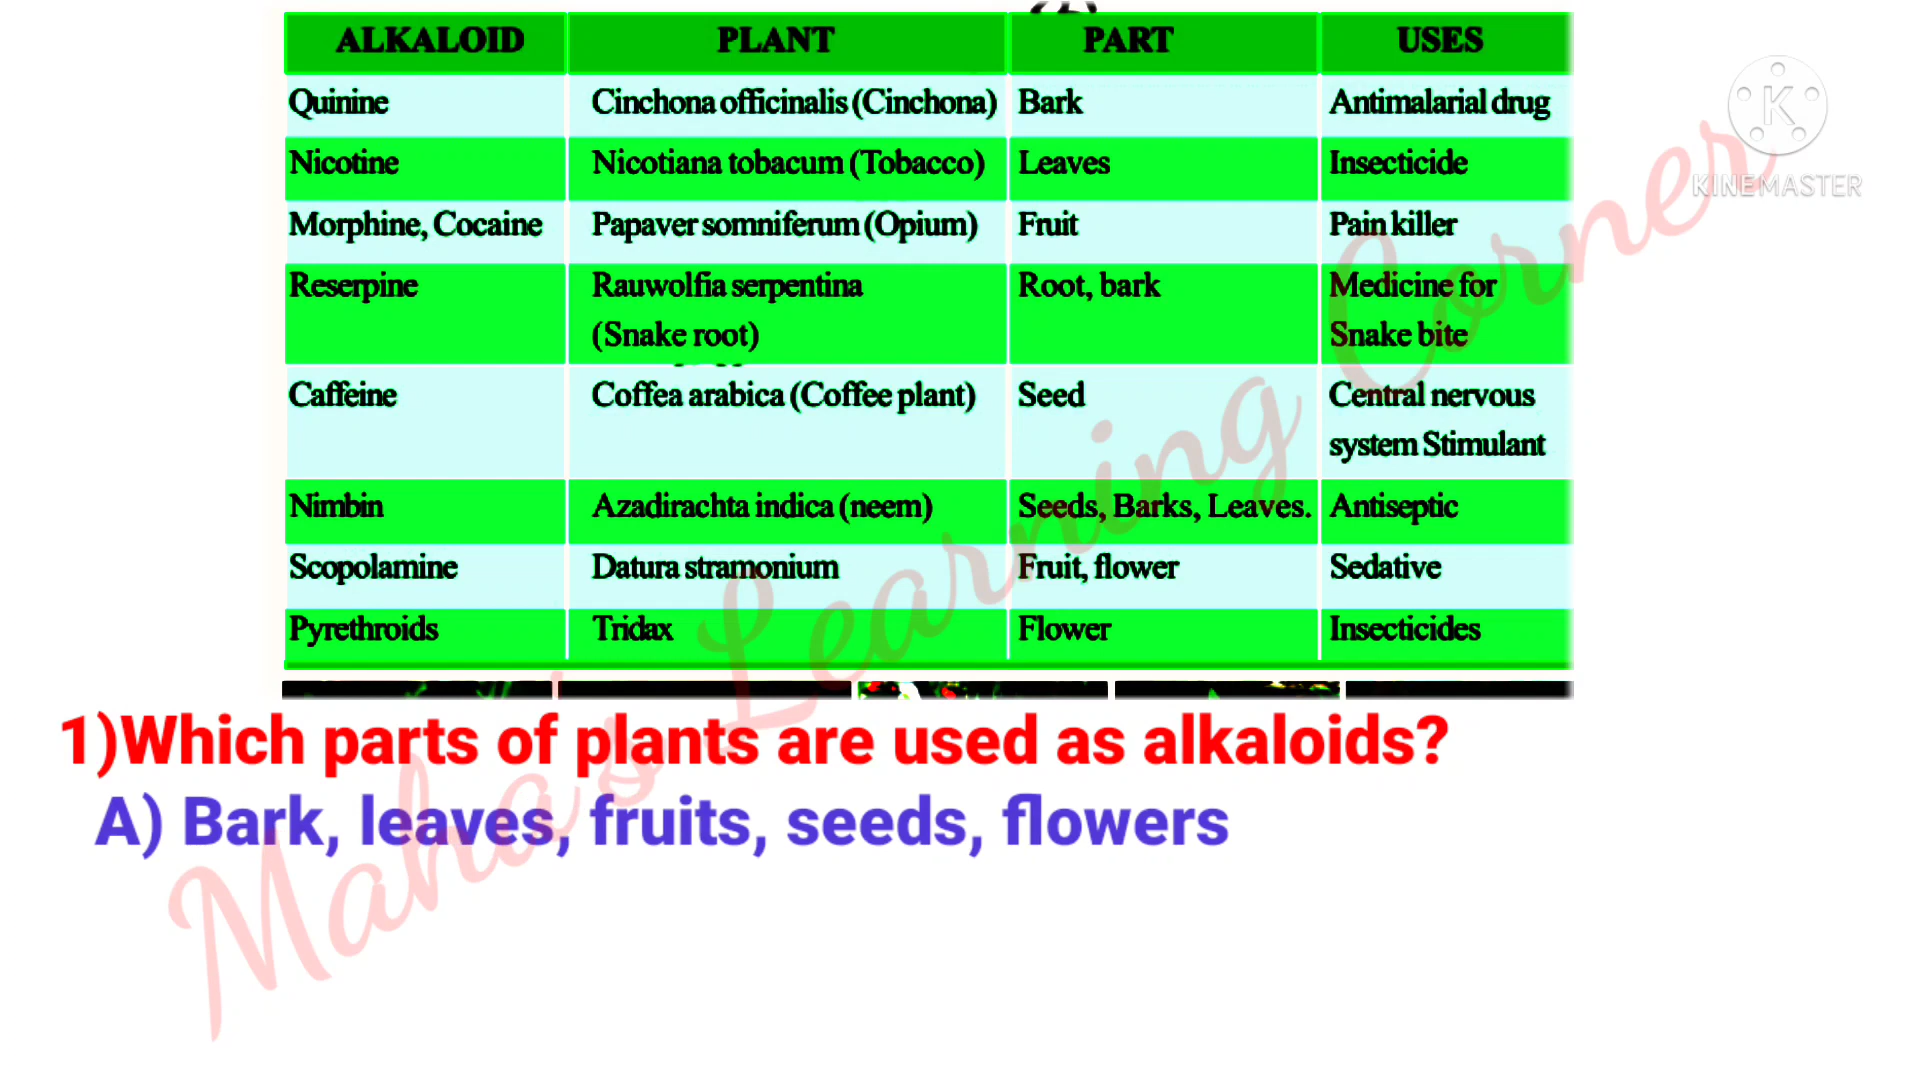 ALKALOID PLANT PART USES
Quinine Cinchona officinalis (Cinchona) Bark Antimalarial drug
Nicotine Nicotiana tobacum (Tobacco) Leaves Insecticide
Morphine, Cocaine Papaver somniferum (Opium) Fruit Pain killer
Reserpine Rauwolfia serpentina Root, bark Medicine for
(Snake root) Snake bite
Caffeine Coffea arabica (Coffee plant) Seed Central nervous
system Stimulant
Nimbin Azadirachta indica (neem) Seeds, Barks, Leaves. Antiseptic
Scopolamine Datura stramonium Fruit, flower Sedative
Pyrethroids Tridax Flower Insecticides
1)Which parts of plants are used as alkaloids?
A) Bark, leaves, fruits, seeds, flowers
Maha's Learning Corner
K
KINEMASTER